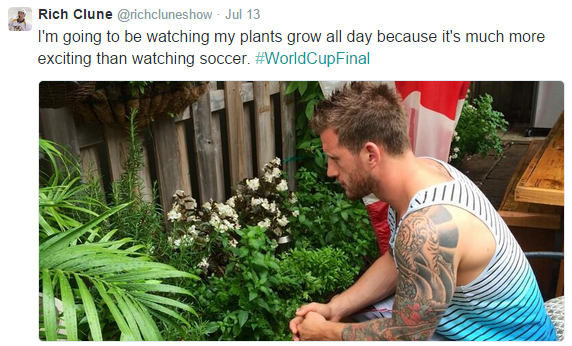 Rich Clune @richcluneshow · Jul 13
I'm going to be watching my plants grow all day because it's much more
exciting than watching soccer. #WorldCupFinal